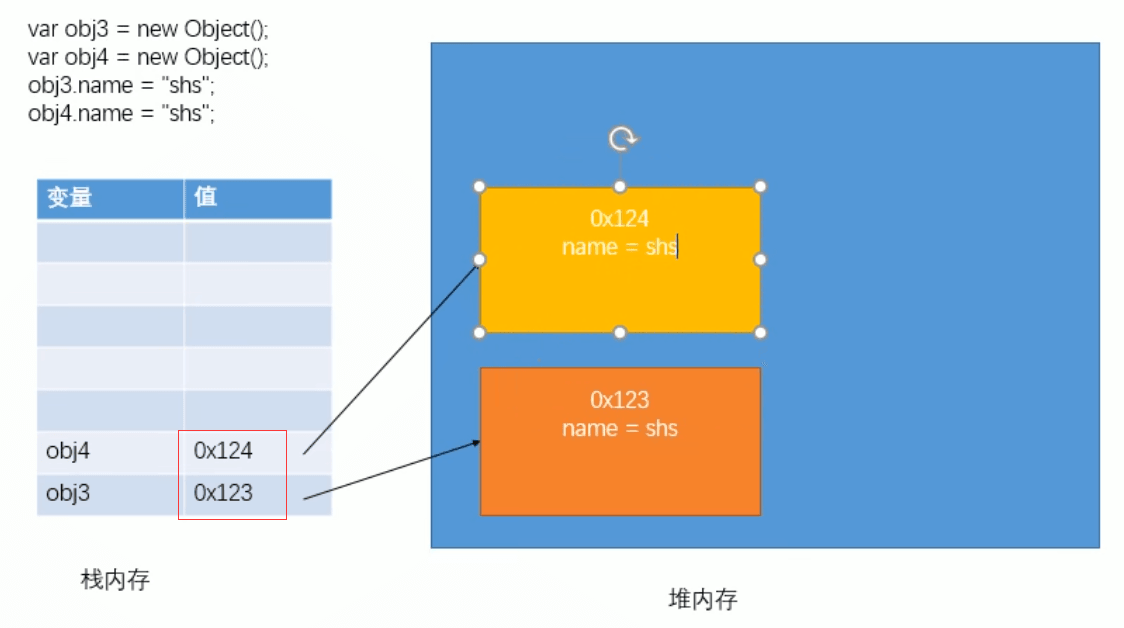 var obj3 = new Object();
var obj4 = new Object();
obj3.name = "shs";
obj4.name = "shs";
变量 值
obj4 0x124
obj3 0x123
栈内存
0x124
name = shs
0x123
name = shs
堆内存